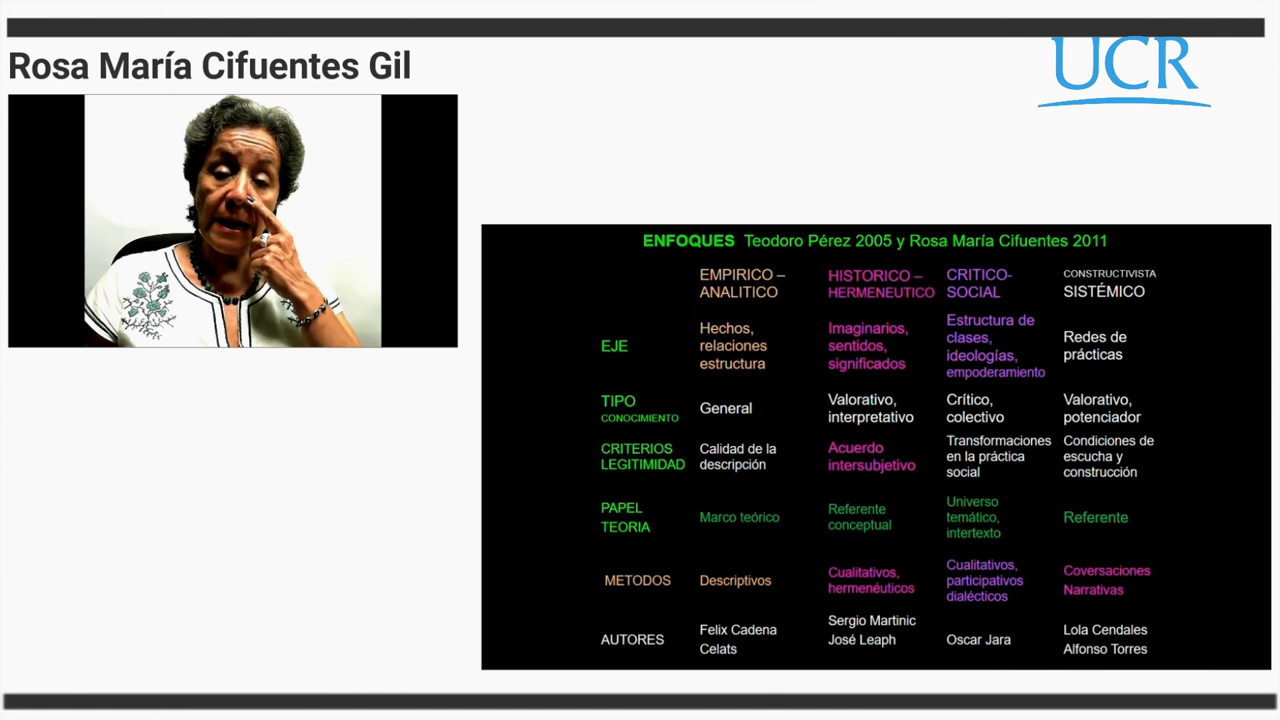 Rosa María Cifuentes Gil
UCR
ENFOQUES Teodoro Pérez 2005 y Rosa María Cifuentes 2011
EMPIRICO –
ANALITICO
HISTORICO –
HERMENEUTICO
CRITICO-
SOCIAL
CONSTRUCTIVISTA
SISTÉMICO
EJE
Hechos,
relaciones
estructura
Imaginarios,
sentidos,
significados
Estructura de
clases,
ideologías,
empoderamiento
Redes de
prácticas
TIPO
CONOCIMIENTO
General
Valorativo,
interpretativo
Crítico,
colectivo
Valorativo,
potenciador
CRITERIOS
LEGITIMIDAD
Calidad de la
descripción
Acuerdo
intersubjetivo
Transformaciones
en la práctica
social
Condiciones de
escucha y
construcción
PAPEL
TEORIA
Marco teórico
Referente
conceptual
Universo
temático,
intertexto
Referente
METODOS
Descriptivos
Cualitativos,
hermenéuticos
Cualitativos,
participativos
dialécticos
Coversaciones
Narrativas
AUTORES
Felix Cadena
Celats
Sergio Martinic
José Leaph
Oscar Jara
Lola Cendales
Alfonso Torres